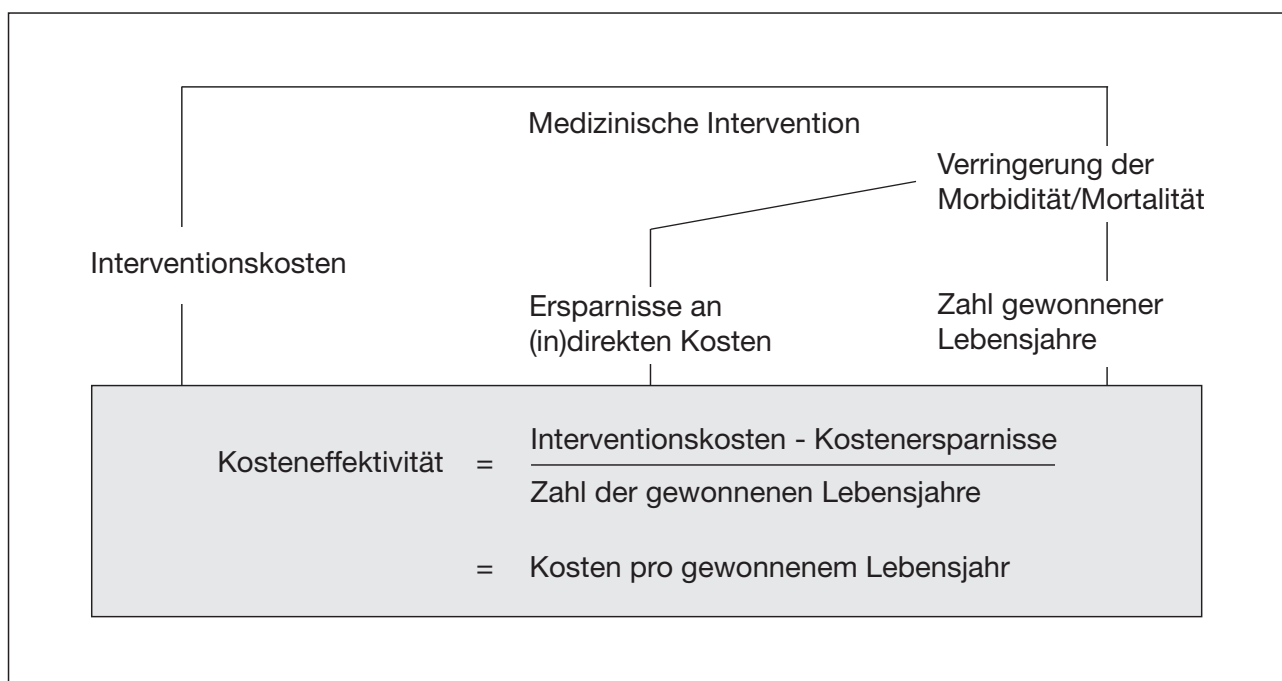 Medizinische Intervention
Verringerung der
Morbidität/Mortalität
Interventionskosten
Ersparnisse an
(in)direkten Kosten
Zahl gewonnener
Lebensjahre
Kosteneffektivität = Interventionskosten - Kostenersparnisse
Zahl der gewonnenen Lebensjahre
= Kosten pro gewonnenem Lebensjahr